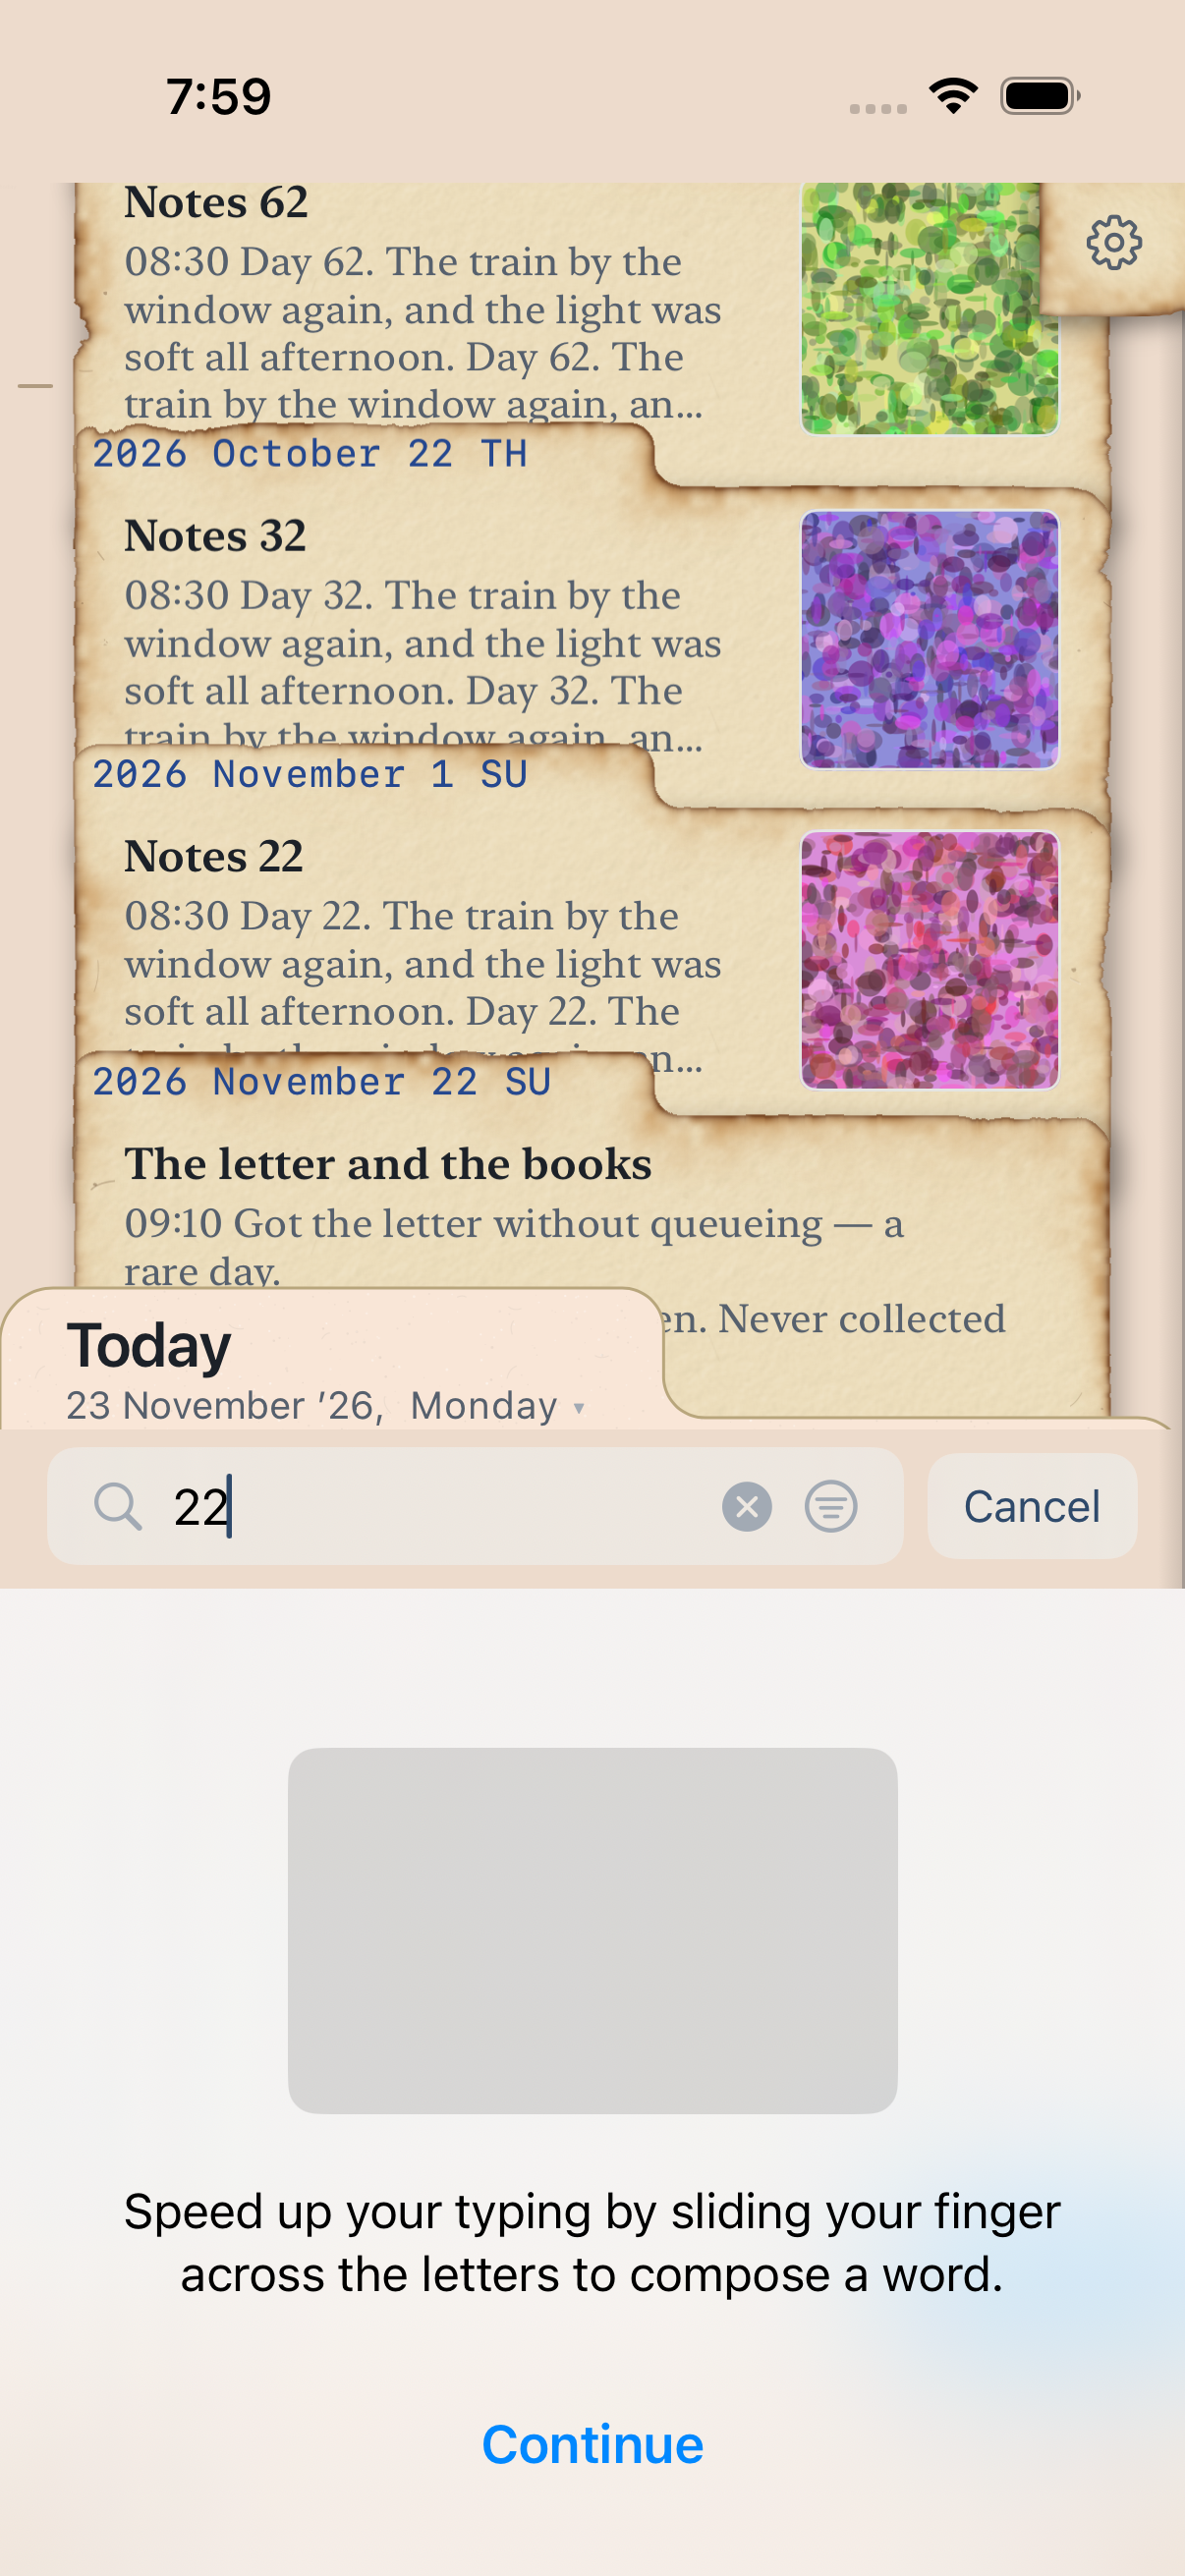 7:59
Notes 62
08:30 Day 62. The train by the
window again, and the light was
soft all afternoon. Day 62. The
train by the window again, an...
2026 October 22 TH
Notes 32
08:30 Day 32. The train by the
window again, and the light was
soft all afternoon. Day 32. The
train by the window again, an...
2026 November 1 SU
Notes 22
08:30 Day 22. The train by the
window again, and the light was
soft all afternoon. Day 22. The
2026 November 22 SU
The letter and the books
09:10 Got the letter without queueing — a
rare day.
Never collected
Today
23 November ’26, Monday ▾
22
Cancel
Speed up your typing by sliding your finger
across the letters to compose a word.
Continue